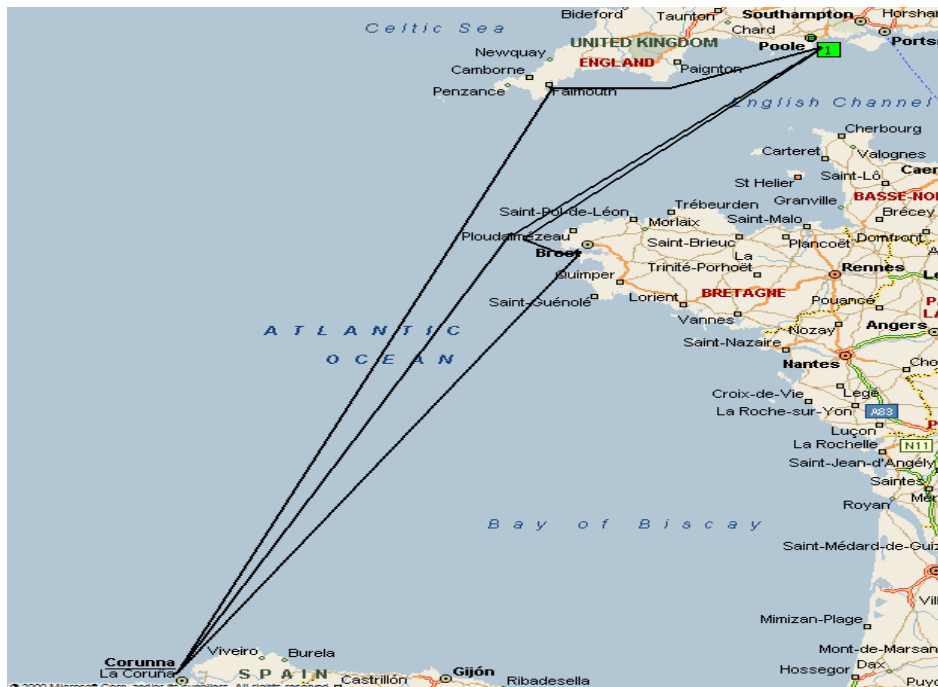 Bideford
Taunton
Southampton
Horshar
Celtic Sea
Chard
Newquay
UNITED KINGDOM
Poole
1
Ports
ENGLAND
Paignton
Camborne
Penzance
Falmouth
English Channel
Cherbourg
Carteret
Valognes
St Helier
Saint-Lô
Caer
Granville
BASSE-NO
Saint-Pol-de-Léon
Trébeurden
Saint-Malo
Brécey
Morlaix
Ploudalmézeau
Saint-Brieuc
Plancoët
Domfront
Brest
La
Trinité-Porhoët
Rennes
Quimper
Saint-Guénolé
Lorient
BRETAGNE
Pouancé
Vannes
Nozay
Angers
ATLANTIC
OCEAN
Saint-Nazaire
Nantes
Cho
Croix-de-Vie
Legé
La Roche-sur-Yon
A83
Luçon
La Rochelle
N11
Saint-Jean-d'Angély
Saintes
Royan
Bay of Biscay
Saint-Médard-de-Guiz
Vill
Mimizan-Plage
Corunna
La Coruña
Viveiro
Burela
Mont-de-Marsan
SPAIN
Gijón
Hossegor
Dax
Castrillón
Ribadesella
Puyo